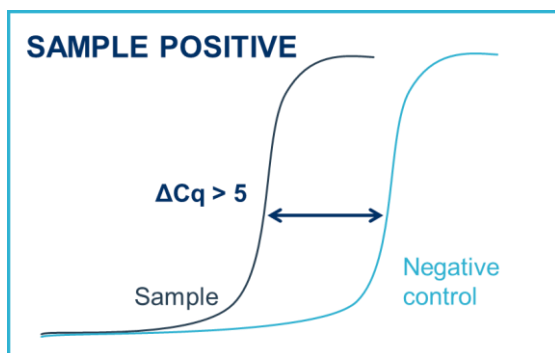 SAMPLE POSITIVE
ΔCq > 5
Sample
Negative
control